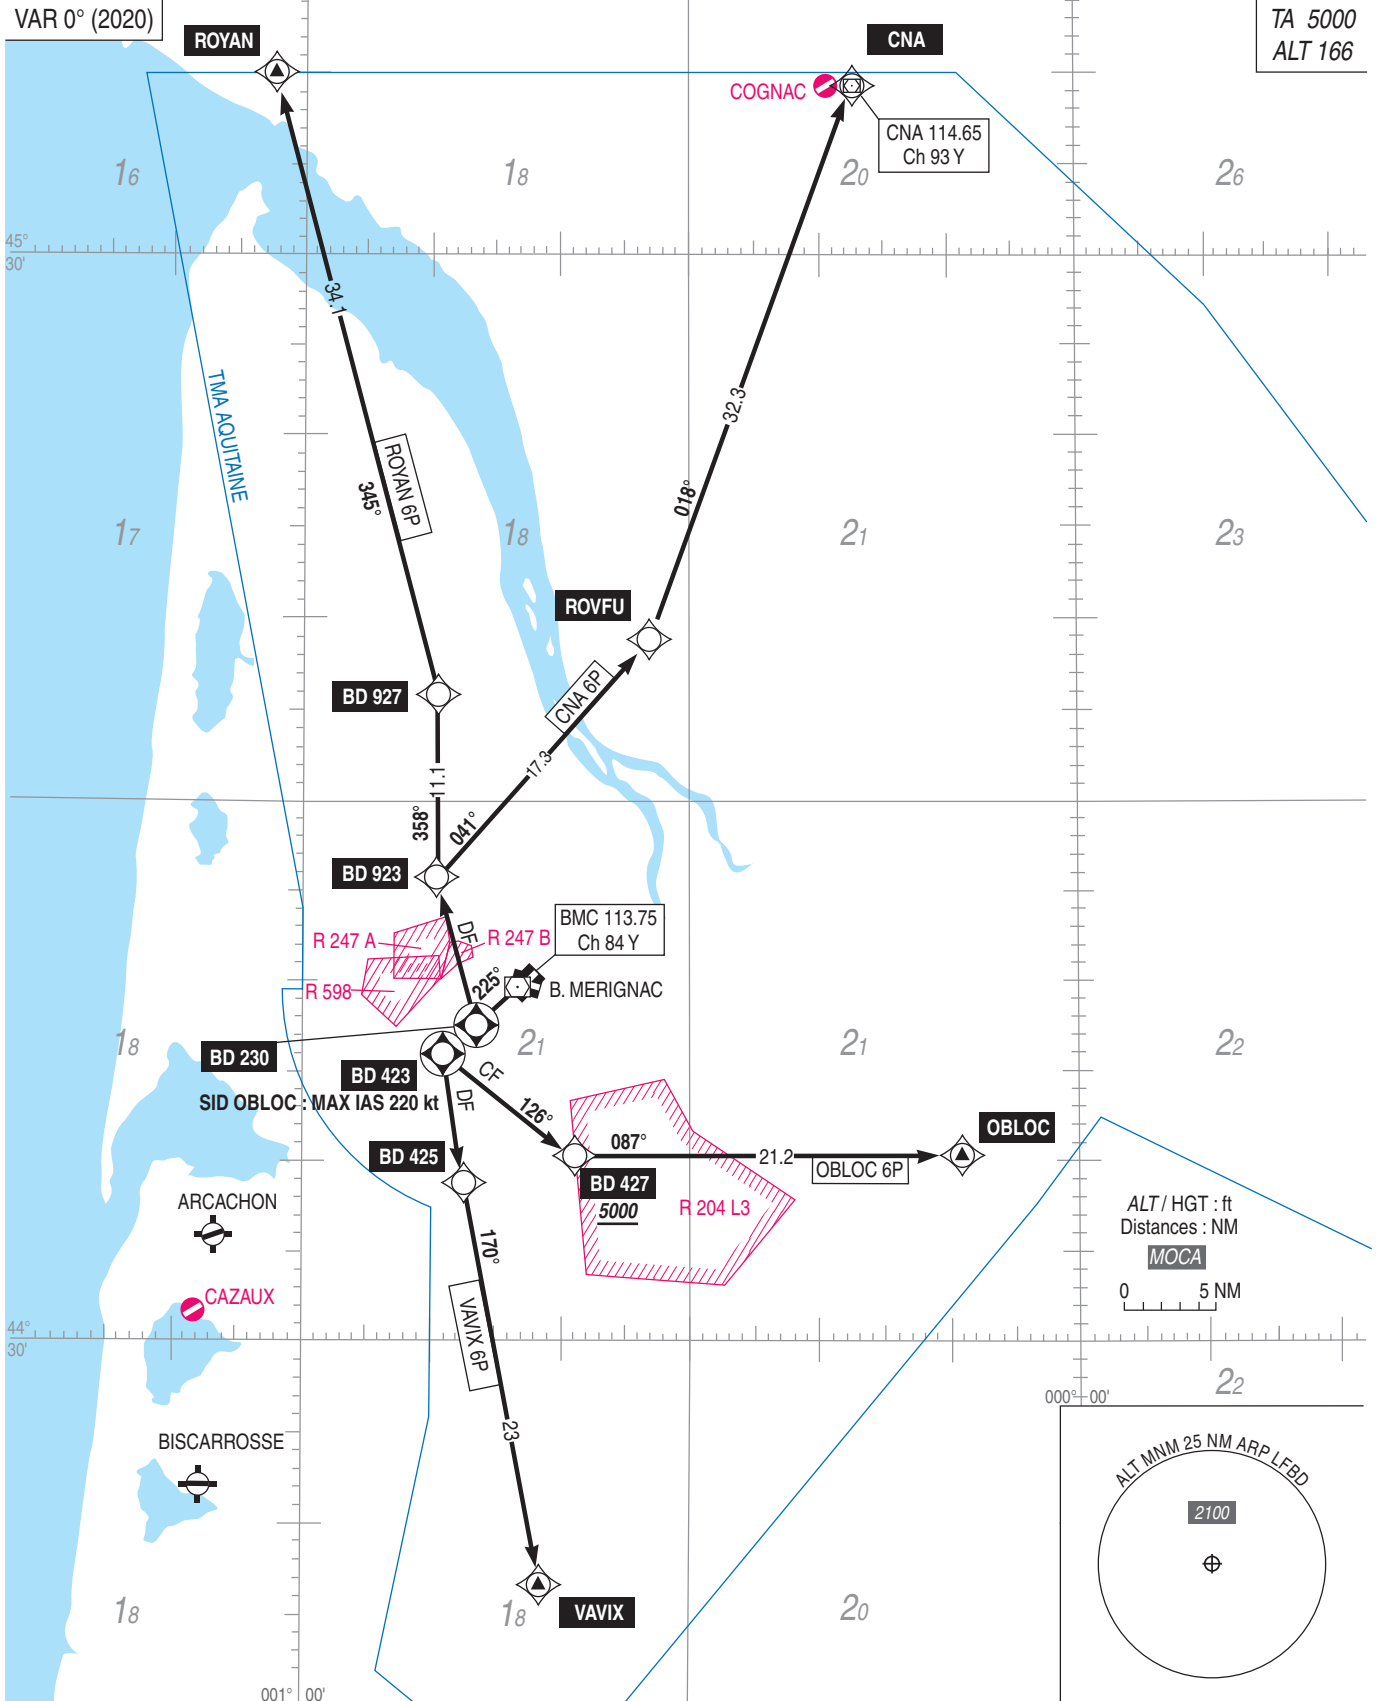 VAR 0° (2020)
TA 5000
ALT 166
ROYAN
CNA
COGNAC
CNA 114.65
Ch 93 Y
16
18
20
26
45°
30'
34.1
TMA AQUITAINE
32.3
ROYAN 6P
345°
018°
17
18
21
23
ROVFU
BD 927
CNA 6P
11.1
17.3
358°
041°
BD 923
DF
BMC 113.75
Ch 84 Y
R 247 A
R 247 B
R 598
225°
B. MERIGNAC
18
BD 230
21
21
22
BD 423
CF
SID OBLOC : MAX IAS 220 kt
DF
126°
OBLOC
087°
BD 425
21.2
OBLOC 6P
BD 427
5000
R 204 L3
ARCACHON
170°
ALT / HGT : ft
Distances : NM
MOCA
0 5 NM
CAZAUX
VAVIX 6P
44°
30'
22
000° 00'
23
BISCARROSSE
ALT MNM 25 NM ARP LFBD
2100
18
18
VAVIX
20
001° 00'